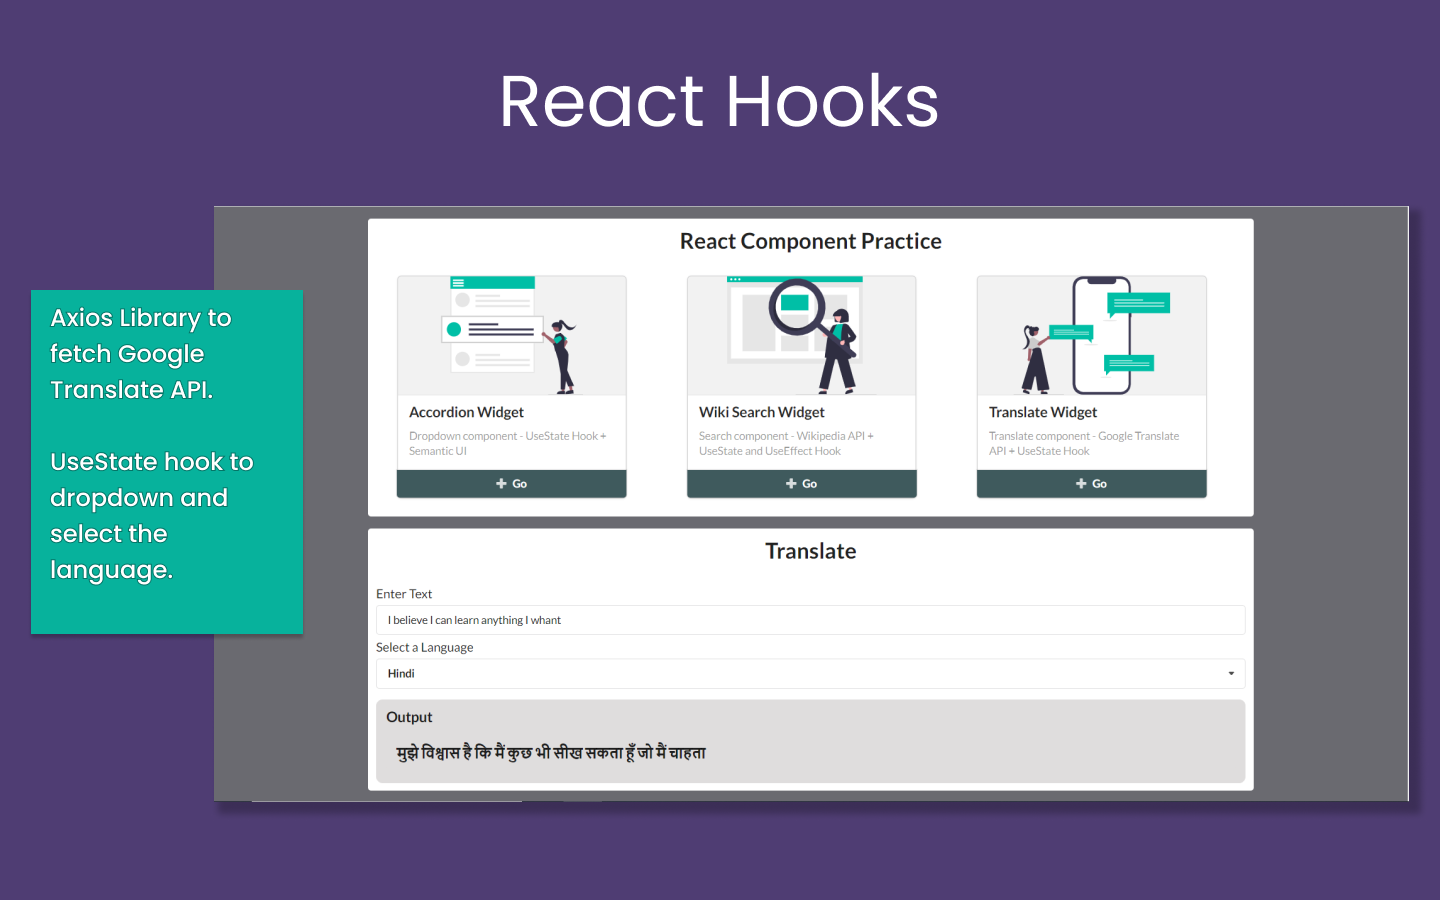 React Hooks
Axios Library to
fetch Google
Translate API.
UseState hook to
dropdown and
select the
language.
React Component Practice
Accordion Widget
Dropdown component - UseState Hook +
Semantic UI
Go
Wiki Search Widget
Search component - Wikipedia API +
UseState and UseEffect Hook
Go
Translate Widget
Translate component - Google Translate
API + UseState Hook
Go
Translate
Enter Text
I believe I can learn anything I whant
Select a Language
Hindi
Output
मुझे विश्वास है कि मैं कुछ भी सीख सकता हूँ जो मैं चाहता